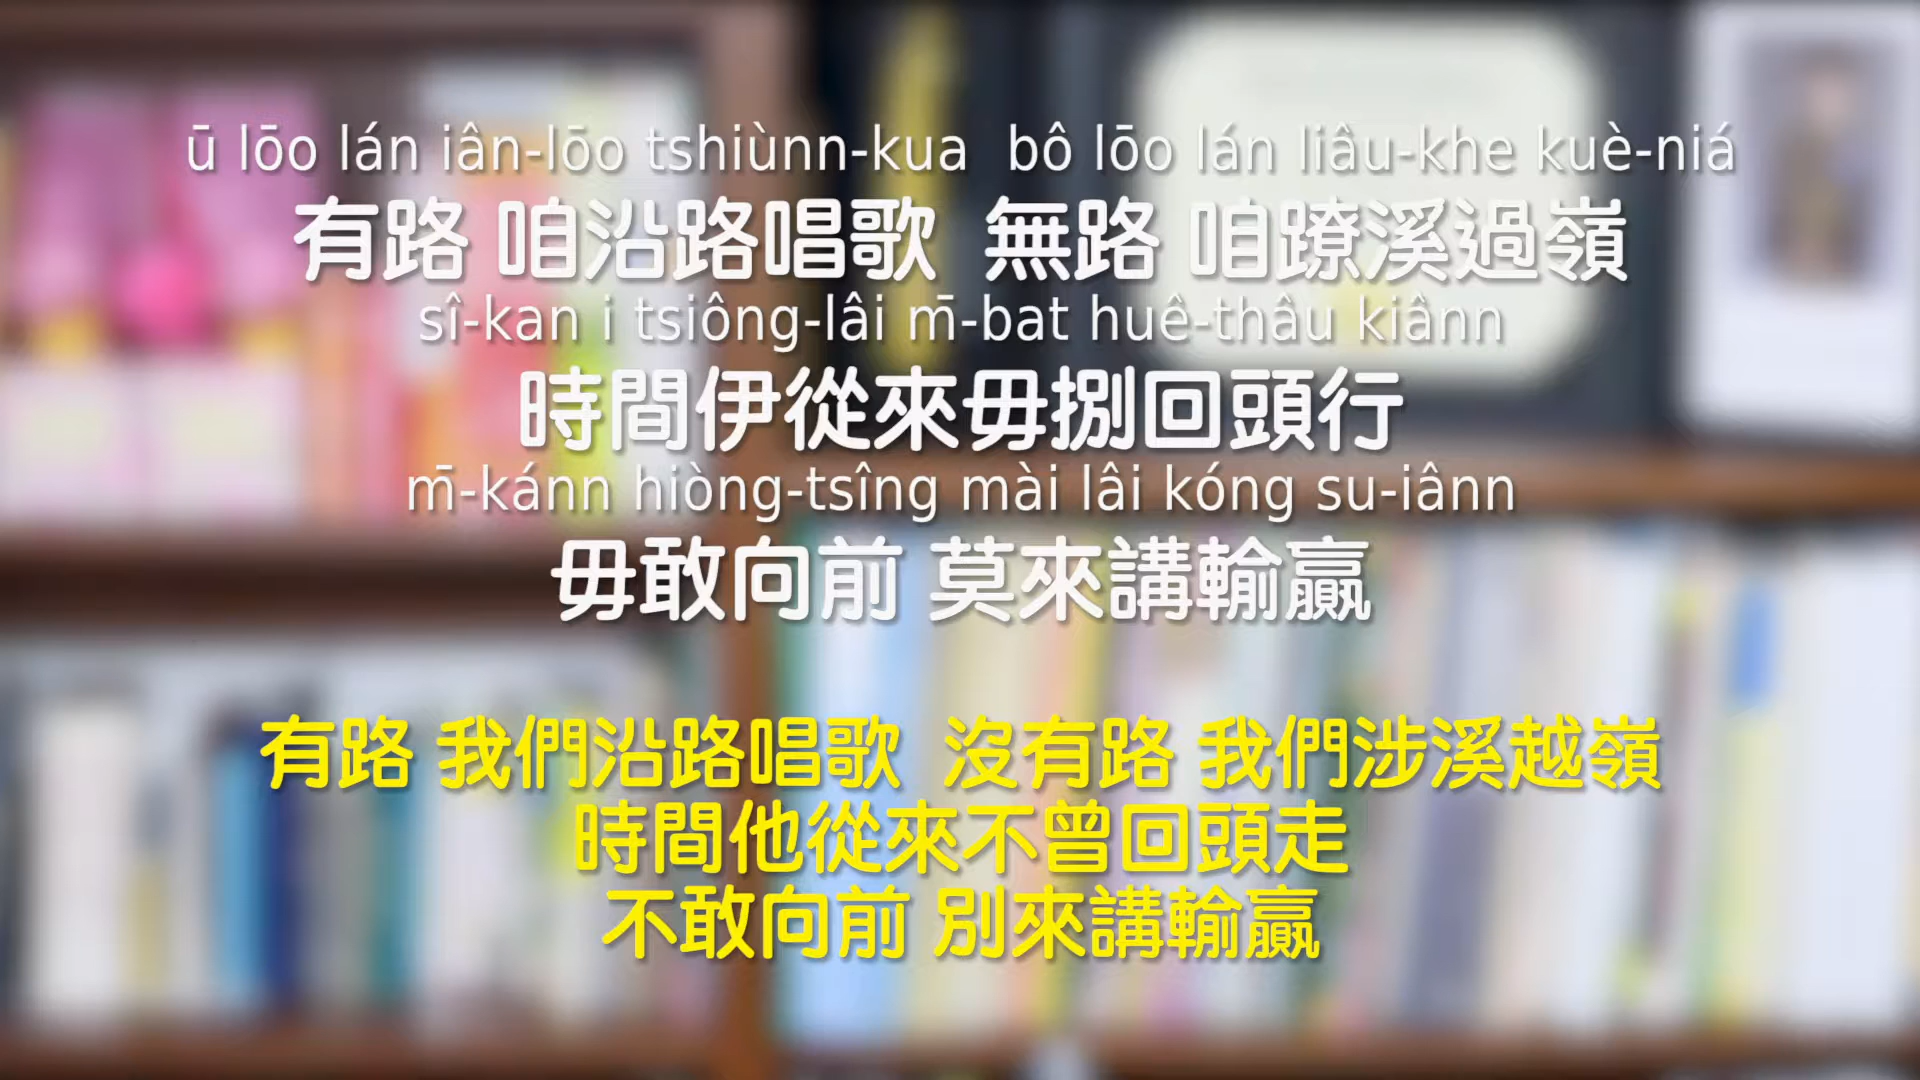 ū lōo lán iân-lōo tshiùnn-kua  bô lōo lán liâu-khe kuè-niá
有路 咱沿路唱歌  無路 咱蹽溪過嶺
sî-kan i tsiông-lâi m̄-bat huê-thâu kiânn
時間伊從來毋捌回頭行
m̄-kánn hiòng-tsîng mài lâi kóng su-iânn
毋敢向前 莫來講輸贏
有路 我們沿路唱歌  沒有路 我們涉溪越嶺
時間他從來不曾回頭走
不敢向前 別來講輸贏